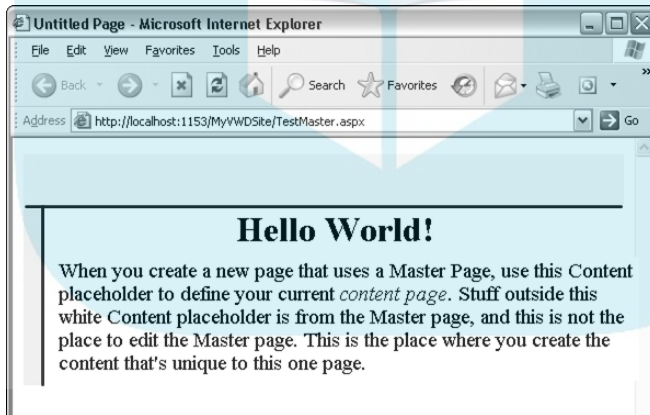 Untitled Page - Microsoft Internet Explorer
File Edit View Favorites Tools Help
Back Search Favorites
Address http://localhost:1153/MyVWDSite/TestMaster.aspx Go
Hello World!
When you create a new page that uses a Master Page, use this Content
placeholder to define your current content page. Stuff outside this
white Content placeholder is from the Master page, and this is not the
place to edit the Master page. This is the place where you create the
content that's unique to this one page.